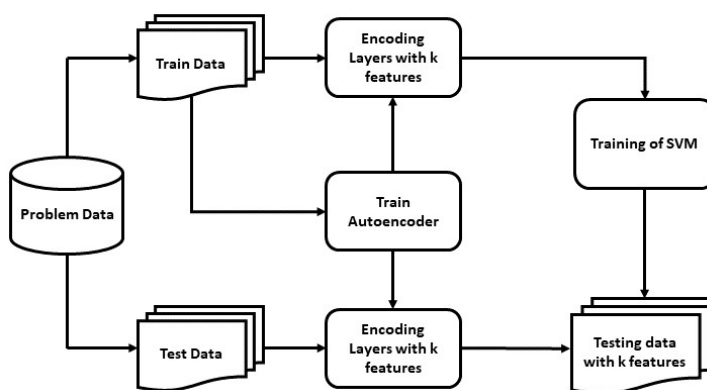 Train Data
Encoding
Layers with k
features
Training of SVM
Problem Data
Train
Autoencoder
Test Data
Encoding
Layers with k
features
Testing data
with k features